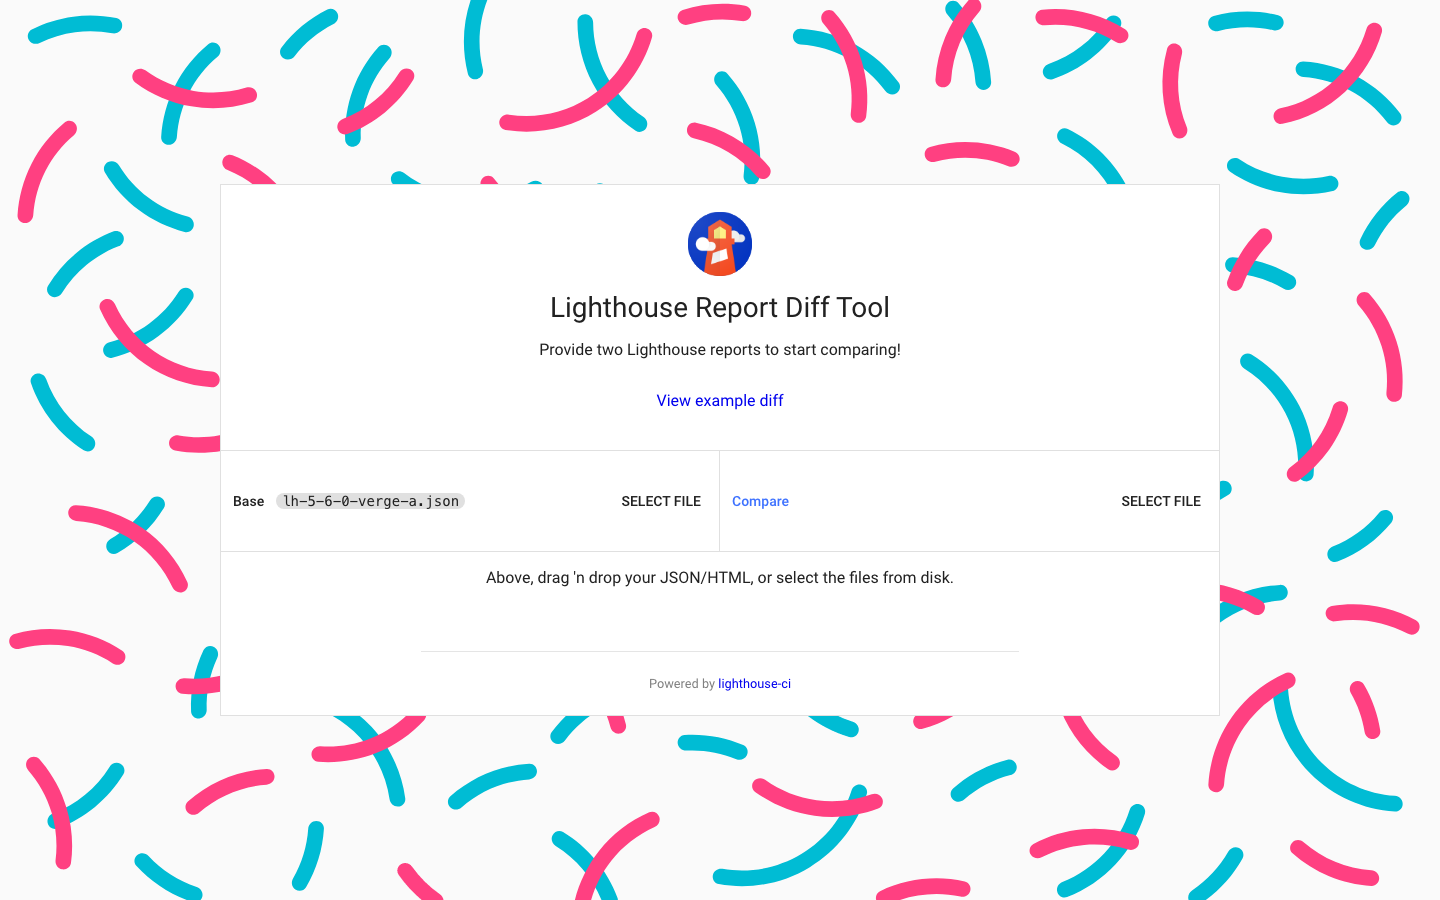 Lighthouse Report Diff Tool
Provide two Lighthouse reports to start comparing!
View example diff
Base lh-5-6-0-verge-a.json SELECT FILE
Compare SELECT FILE
Above, drag 'n drop your JSON/HTML, or select the files from disk.
Powered by lighthouse-ci